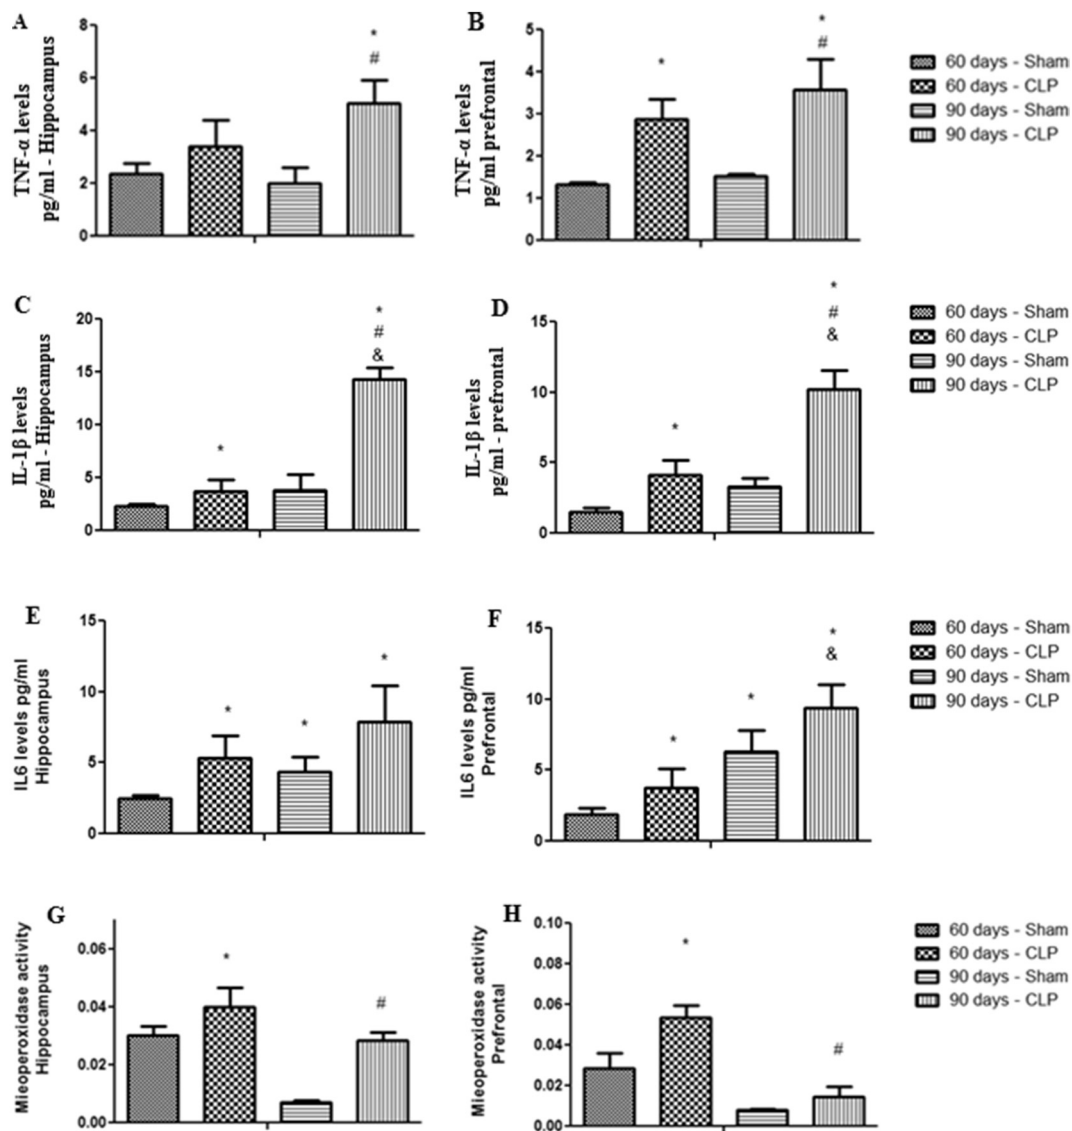 A
TNF-α levels
pg/ml - Hippocampus
8
6
4
2
0
*
#
B
TNF-α levels
pg/ml prefrontal
5
4
3
2
1
0
*
*
#
60 days - Sham
60 days - CLP
90 days - Sham
90 days - CLP
C
IL-1β levels
pg/ml - Hippocampus
20
15
10
5
0
*
*
#
&
D
IL-1β levels
pg/ml - prefrontal
15
10
5
0
*
*
#
&
60 days - Sham
60 days - CLP
90 days - Sham
90 days - CLP
E
IL6 levels pg/ml
Hippocampus
15
10
5
0
*
*
*
F
IL6 levels pg/ml
Prefrontal
15
10
5
0
*
*
*
&
60 days - Sham
60 days - CLP
90 days - Sham
90 days - CLP
G
Mieoperoxidase activity
Hippocampus
0.06
0.04
0.02
0.00
*
#
H
Mieoperoxidase activity
Prefrontal
0.10
0.08
0.06
0.04
0.02
0.00
*
#
60 days - Sham
60 days - CLP
90 days - Sham
90 days - CLP